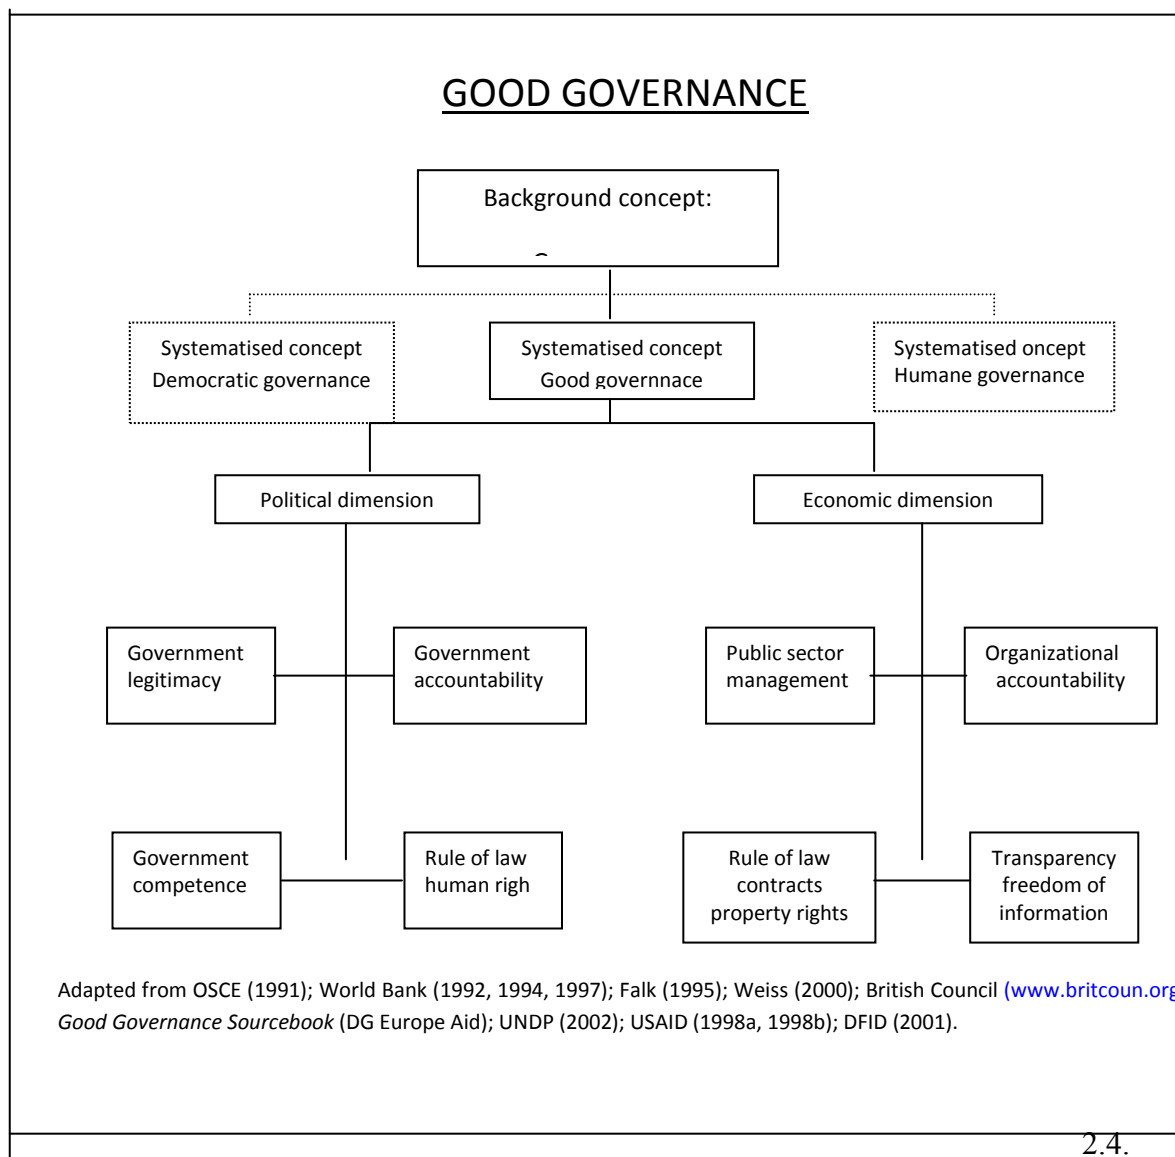 GOOD GOVERNANCE
Background concept:
Systematised concept
Democratic governance
Systematised concept
Good governnace
Systematised oncept
Humane governance
Political dimension
Economic dimension
Government
legitimacy
Government
accountability
Public sector
management
Organizational
accountability
Government
competence
Rule of law
human righ
Rule of law
contracts
property rights
Transparency
freedom of
information
Adapted from OSCE (1991); World Bank (1992, 1994, 1997); Falk (1995); Weiss (2000); British Council (www.britcoun.org
Good Governance Sourcebook (DG Europe Aid); UNDP (2002); USAID (1998a, 1998b); DFID (2001).
2.4.